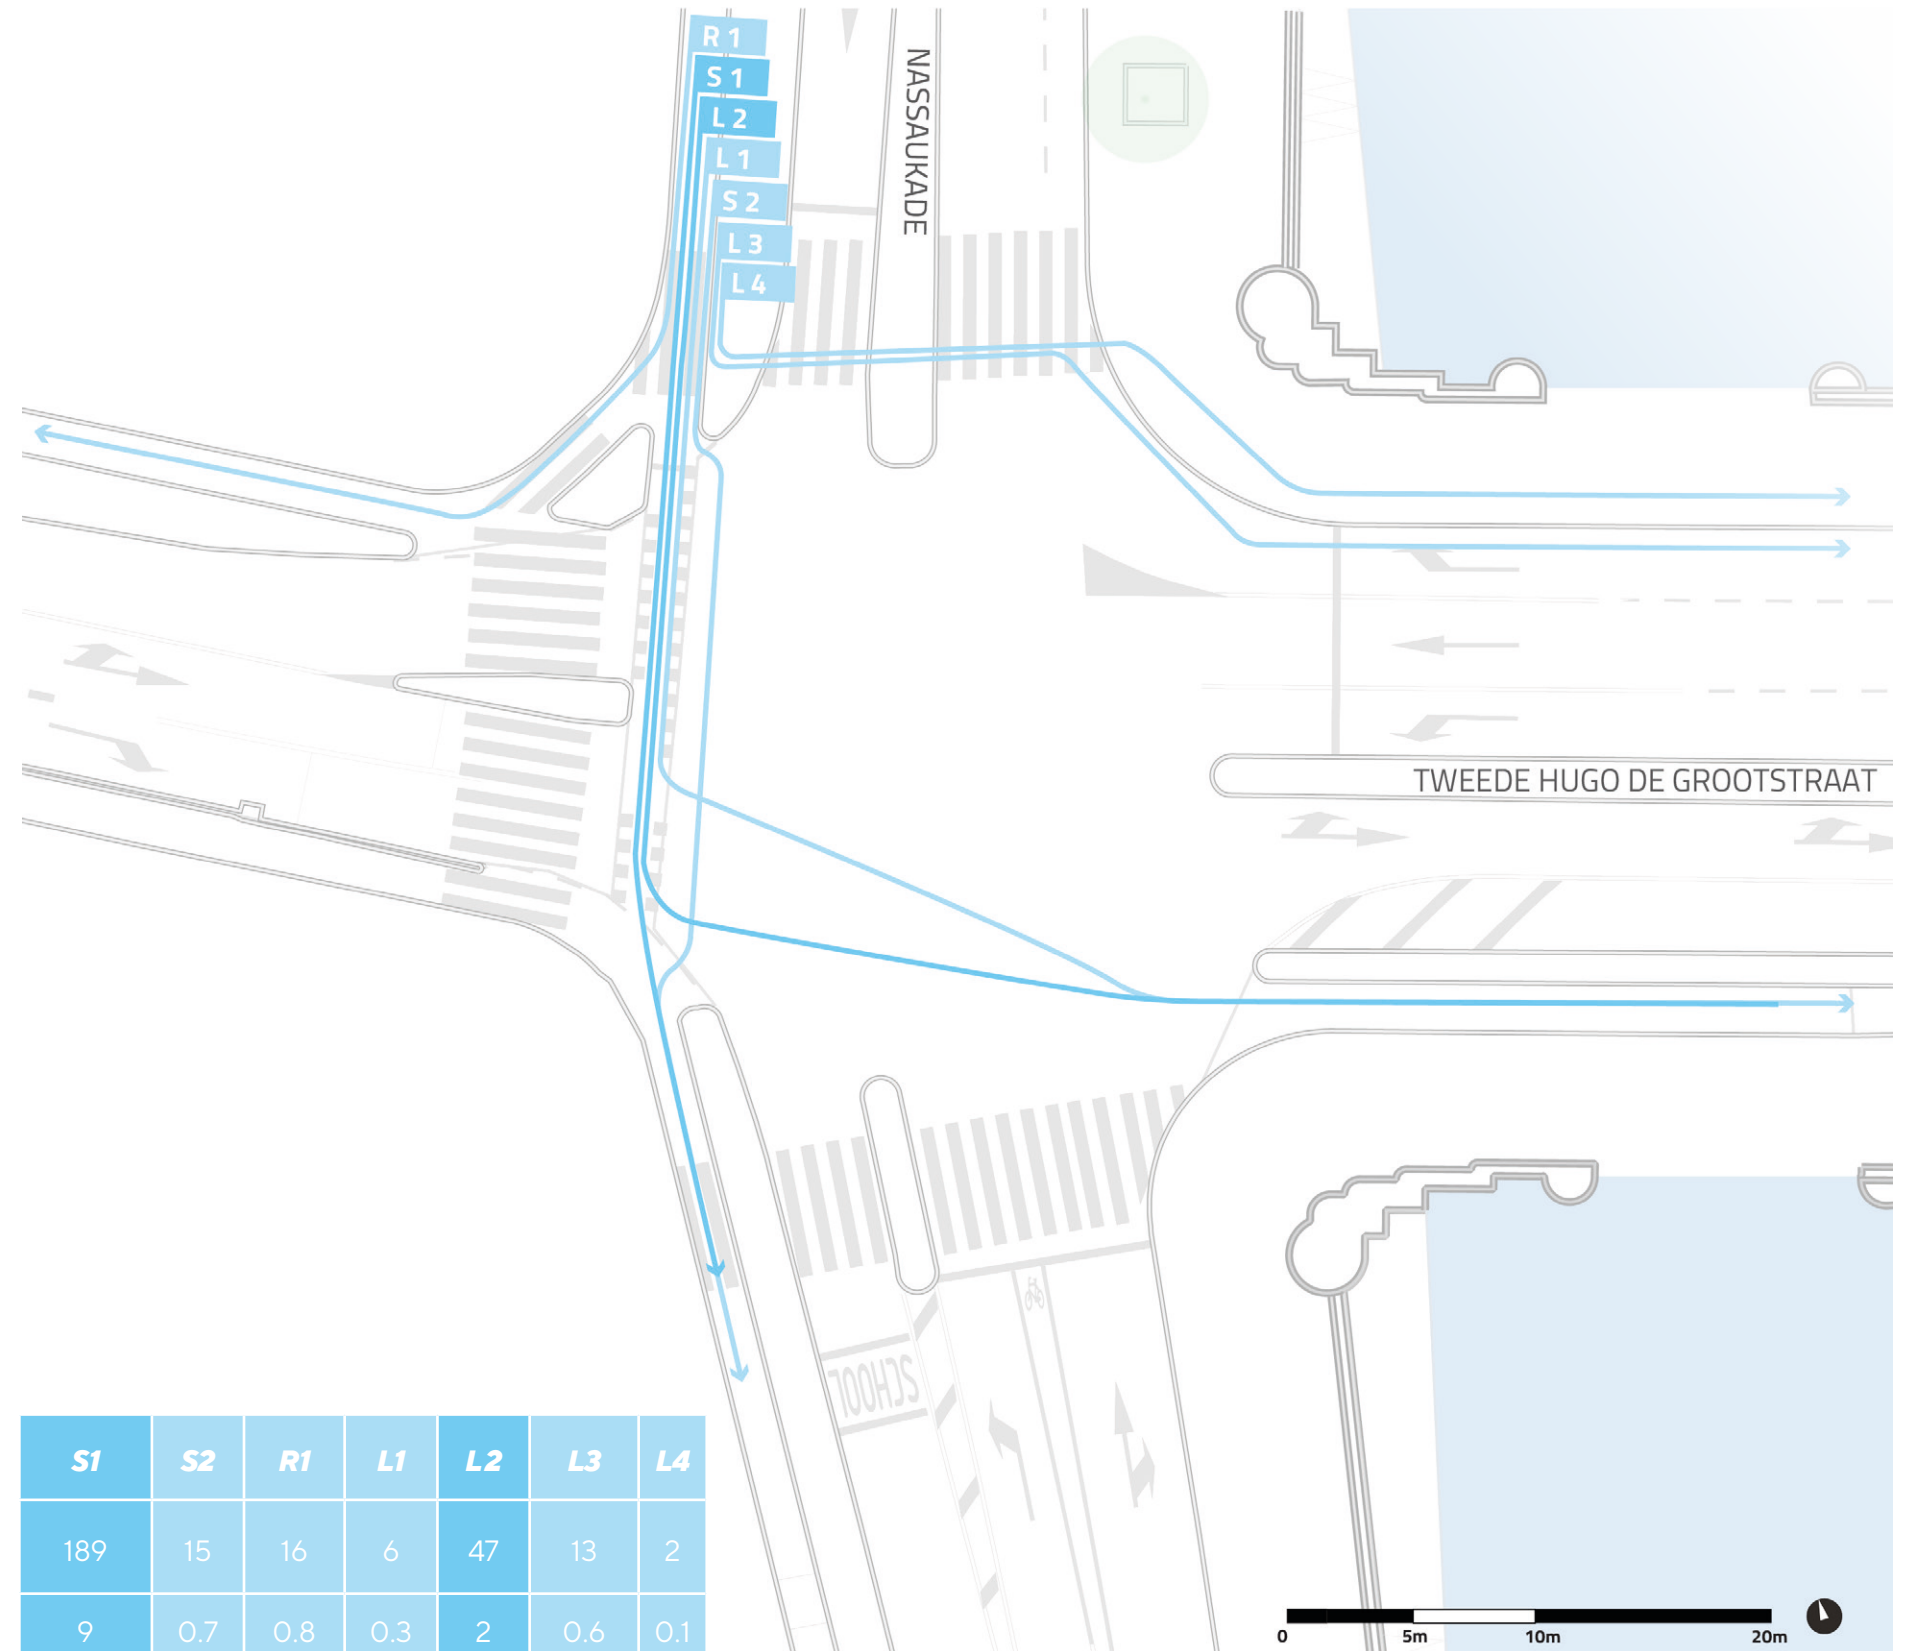 R 1
S 1
L 2
L 1
S 2
L 3
L 4
NASSAUKADE
TWEEDE HUGO DE GROOTSTRAAT
SCHOOL
S1 S2 R1 L1 L2 L3 L4
189 15 16 6 47 13 2
9 0.7 0.8 0.3 2 0.6 0.1
0 5m 10m 20m